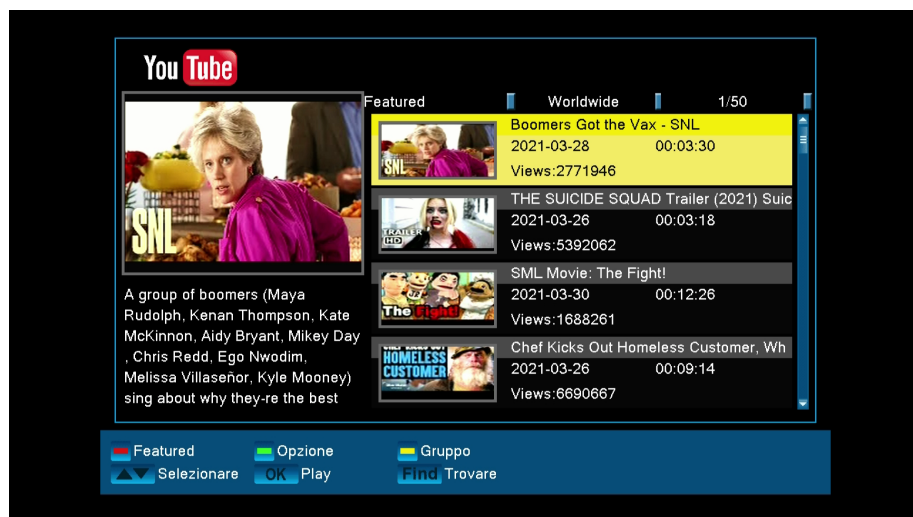 You Tube
Featured Worldwide 1/50
SNL
A group of boomers (Maya
Rudolph, Kenan Thompson, Kate
McKinnon, Aidy Bryant, Mikey Day
, Chris Redd, Ego Nwodim,
Melissa Villaseñor, Kyle Mooney)
sing about why they-re the best
SNL
Boomers Got the Vax - SNL
2021-03-28 00:03:30
Views:2771946
TRAILER
HD
THE SUICIDE SQUAD Trailer (2021) Suic
2021-03-26 00:03:18
Views:5392062
The Fight!
SML Movie: The Fight!
2021-03-30 00:12:26
Views:1688261
HOMELESS
CUSTOMER
Chef Kicks Out Homeless Customer, Wh
2021-03-26 00:09:14
Views:6690667
Featured Opzione Gruppo
Selezionare OK Play Find Trovare